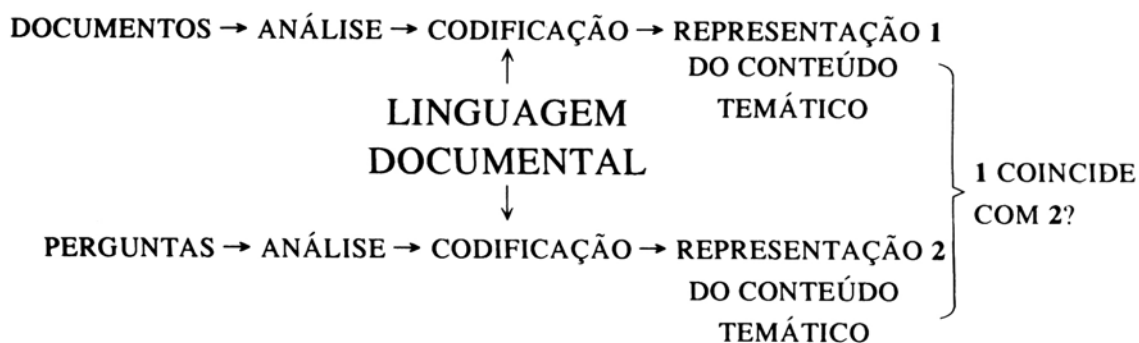 DOCUMENTOS → ANÁLISE → CODIFICAÇÃO → REPRESENTAÇÃO 1
DO CONTEÚDO
TEMÁTICO
LINGUAGEM
DOCUMENTAL
1 COINCIDE
COM 2?
PERGUNTAS → ANÁLISE → CODIFICAÇÃO → REPRESENTAÇÃO 2
DO CONTEÚDO
TEMÁTICO